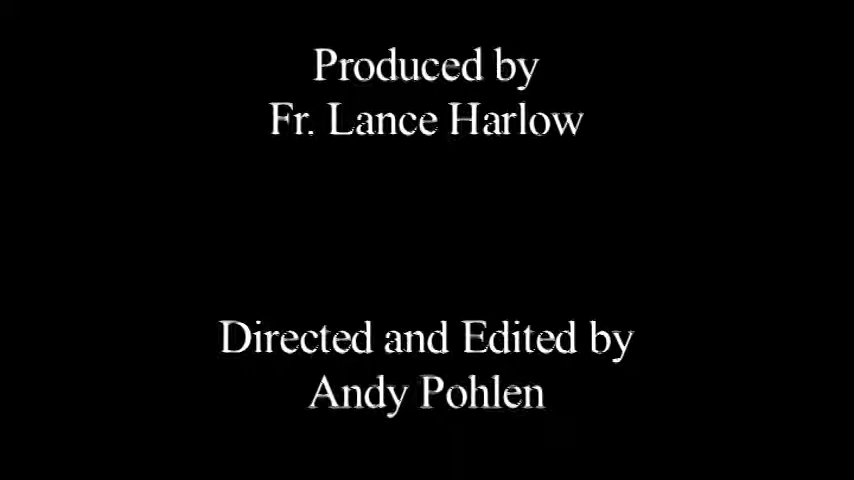 Produced by
Fr. Lance Harlow
Directed and Edited by
Andy Pohlen